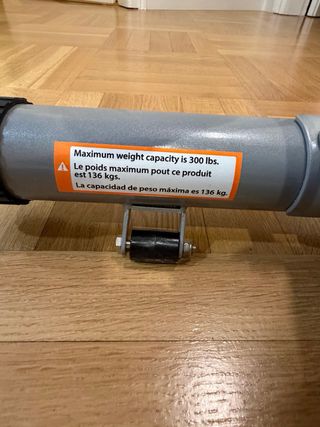 Maximum weight capacity is 300 lbs.
Le poids maximum pout ce produit
est 136 kgs.
La capacidad de peso máxima es 136 kg.